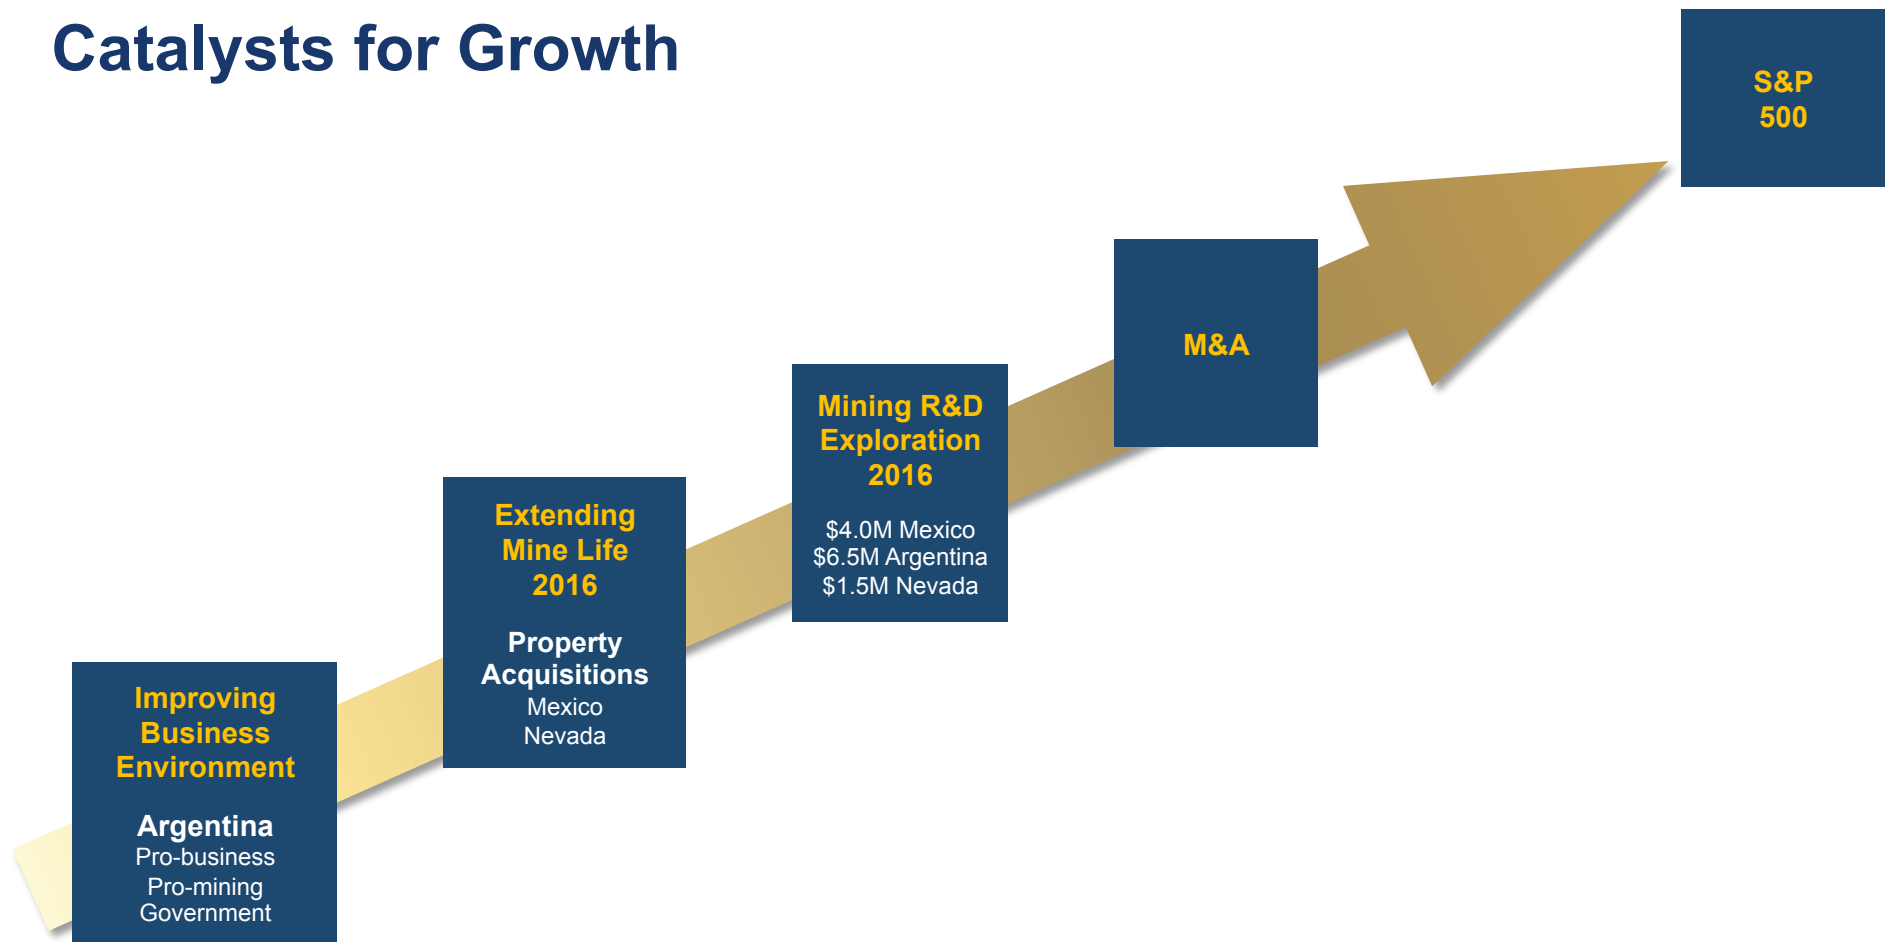 Catalysts for Growth
S&P
500
M&A
Mining R&D
Exploration
2016
$4.0M Mexico
$6.5M Argentina
$1.5M Nevada
Extending
Mine Life
2016
Property
Acquisitions
Mexico
Nevada
Improving
Business
Environment
Argentina
Pro-business
Pro-mining
Government